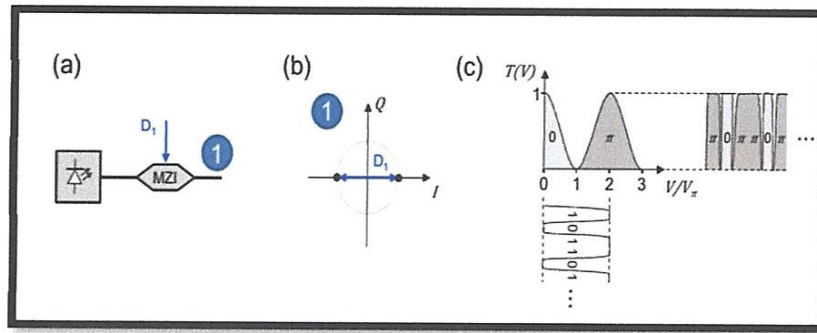 (a)
D₁
1
MZI
(b)
1
Q
D₁
I
(c)
T(V)
1
0
π
0 1 2 3 V/Vπ
π 0 π π 0 π ...
1 0 1 1 0 1 ...